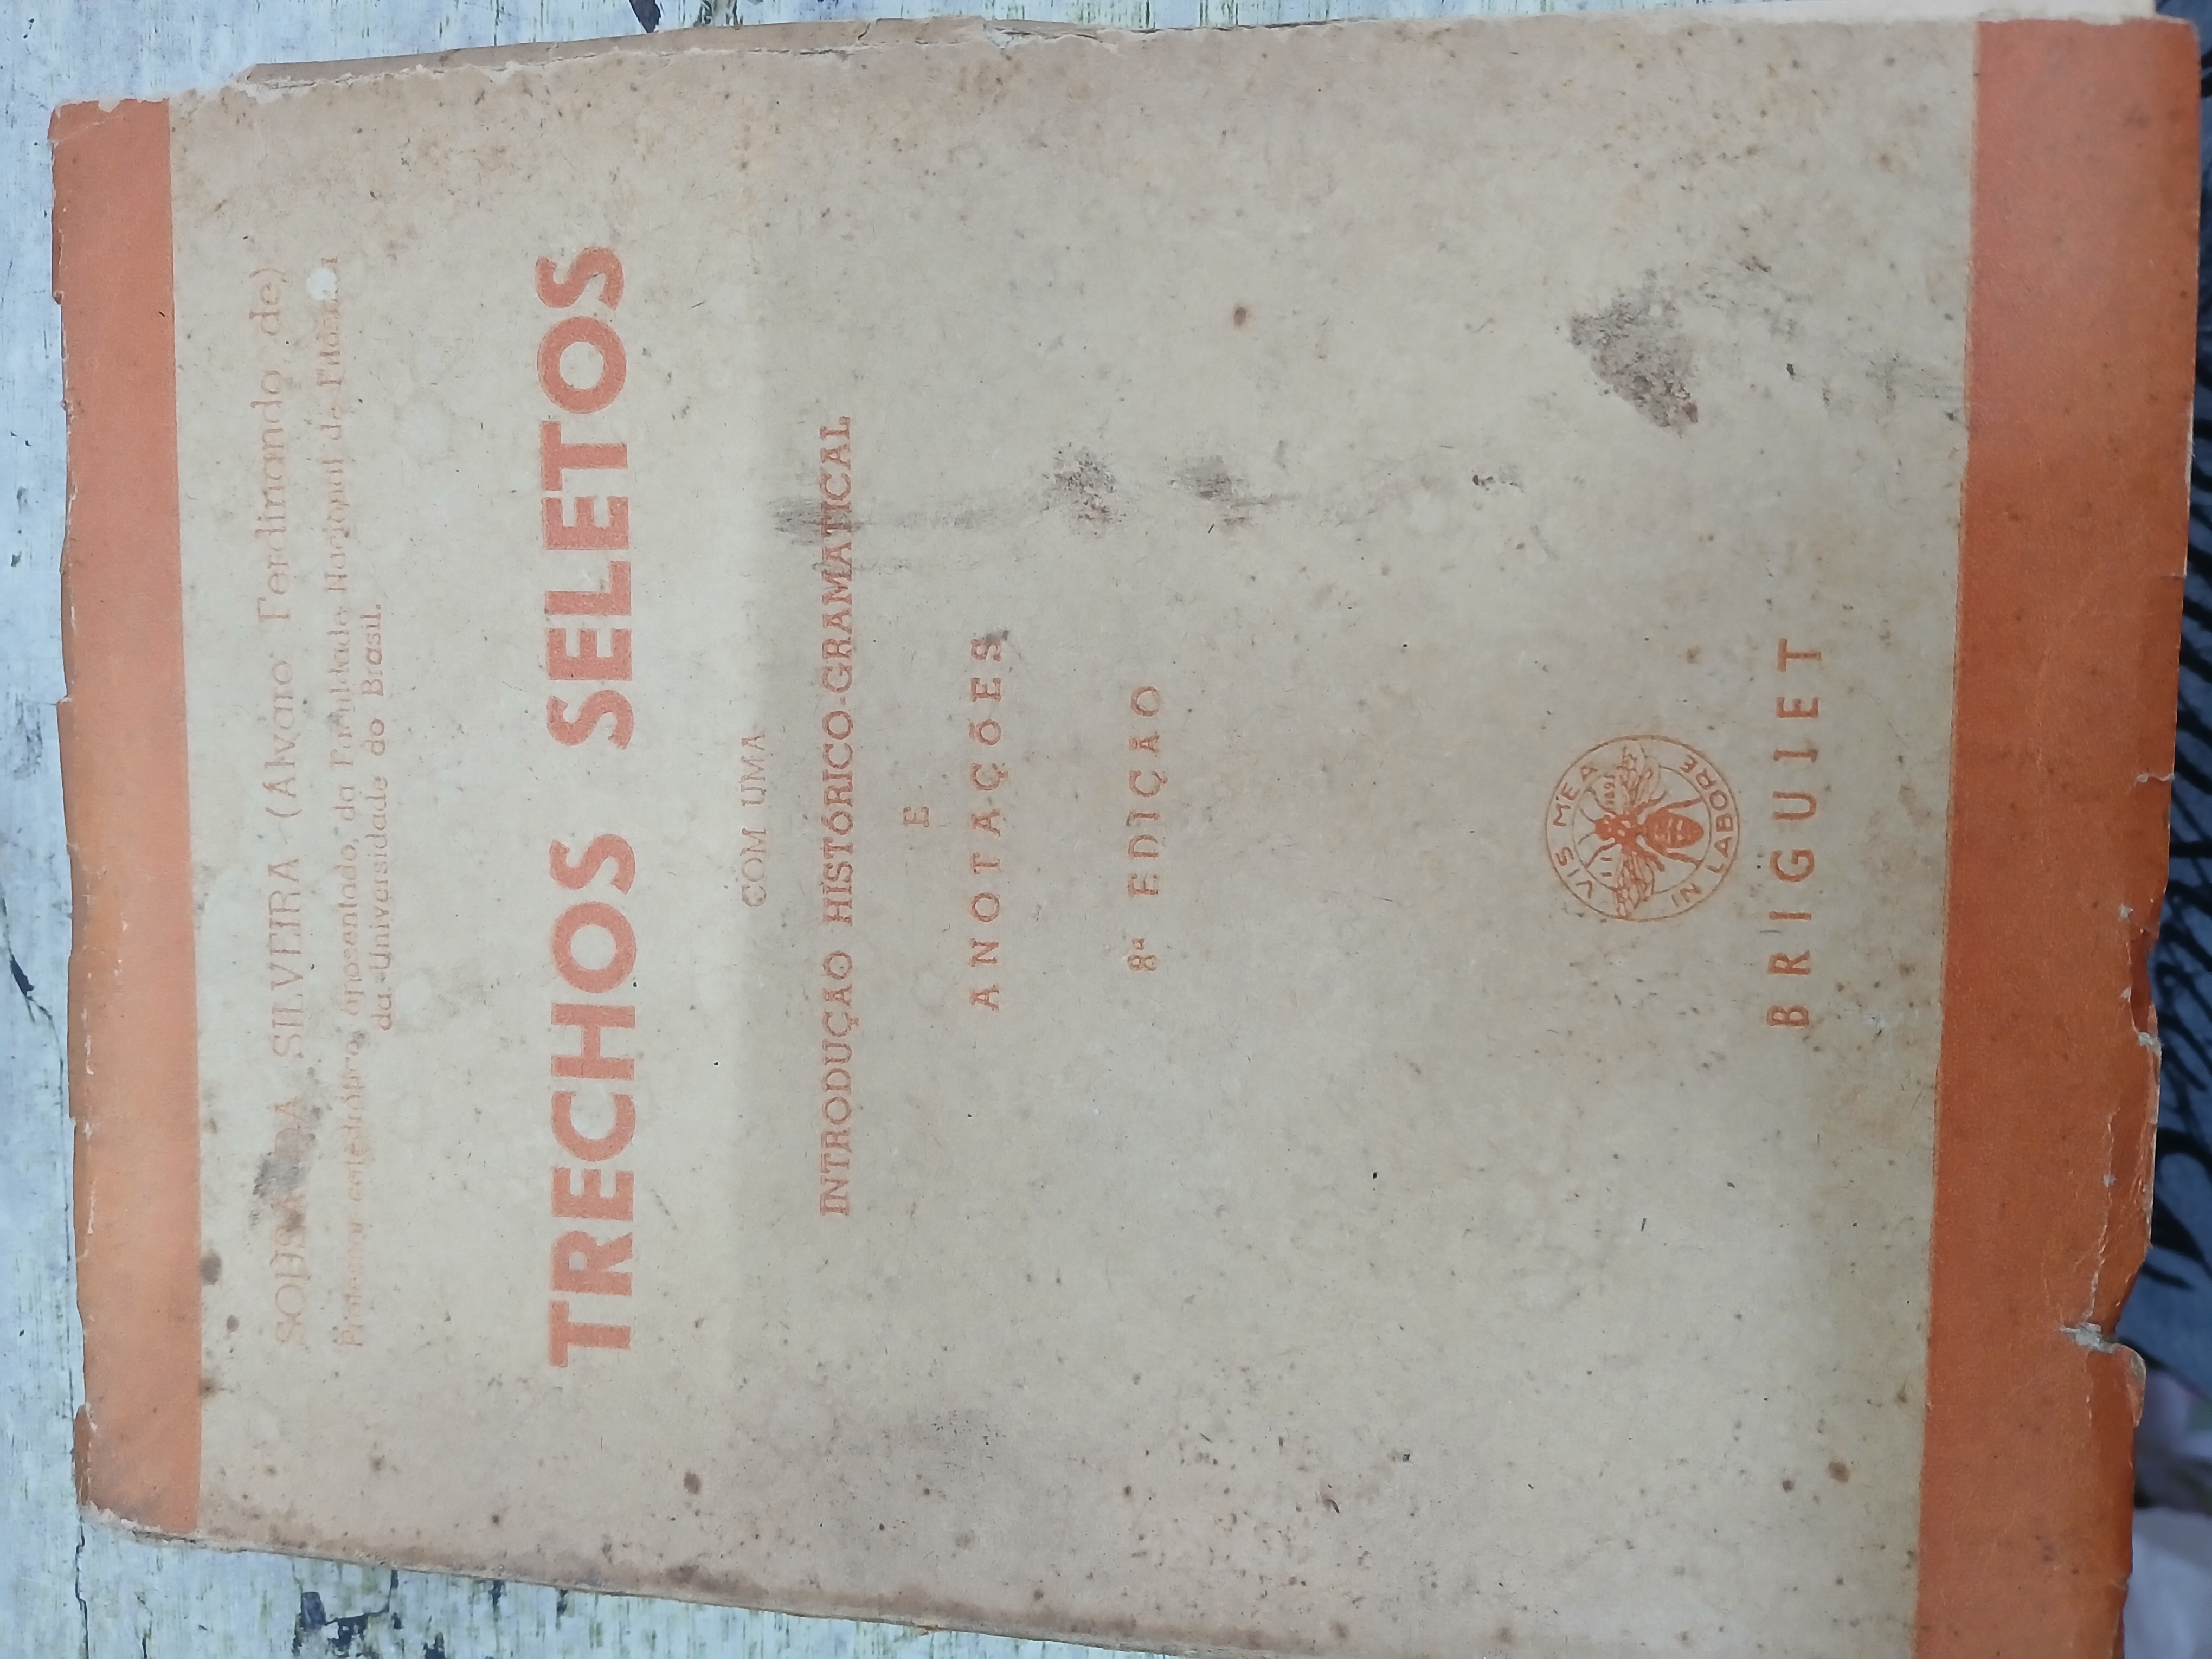 SOUSA DA SILVEIRA - (Álvaro Ferdinando de)
Professor catedrático, aposentado, da Faculdade Nacional de
da Universidade do Brasil.
TRECHOS SELETOS
COM UMA
INTRODUÇÃO HISTÓRICO-GRAMATICAL
E
ANOTAÇÕES
8ª EDIÇÃO
VIS MEA
IN LABORE
BRIGUIET